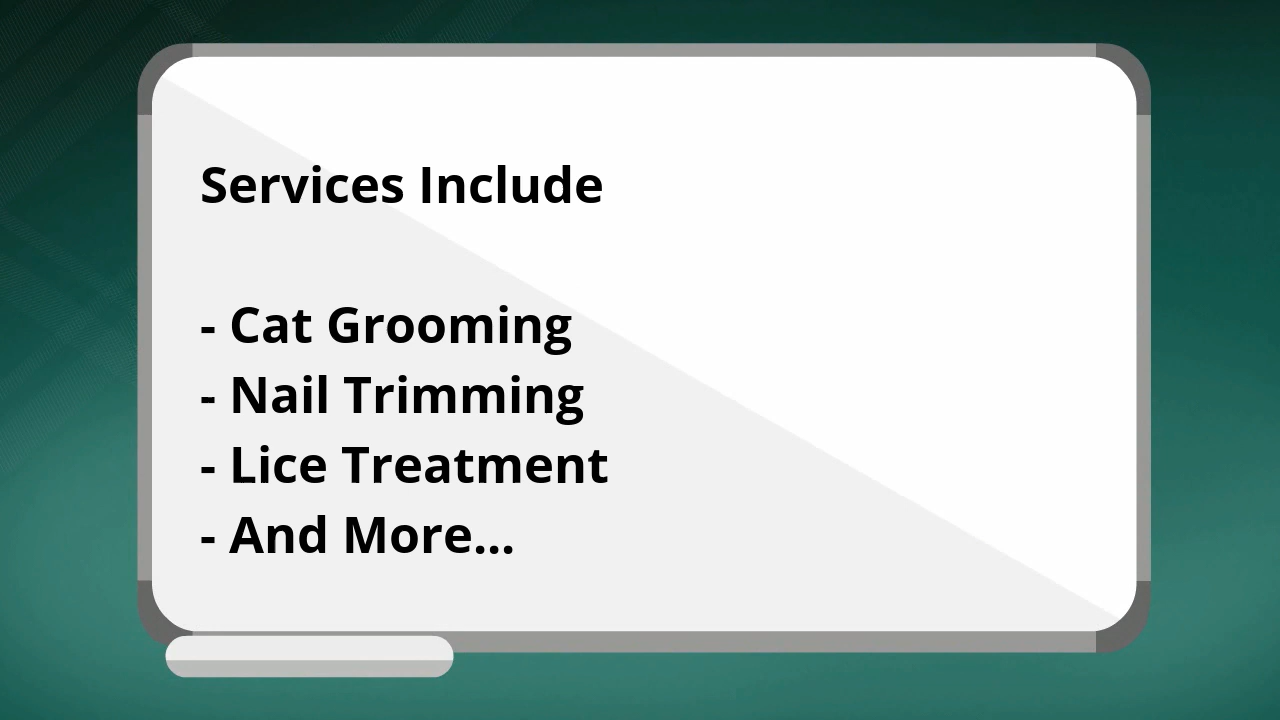 Services Include
- Cat Grooming
- Nail Trimming
- Lice Treatment
- And More...